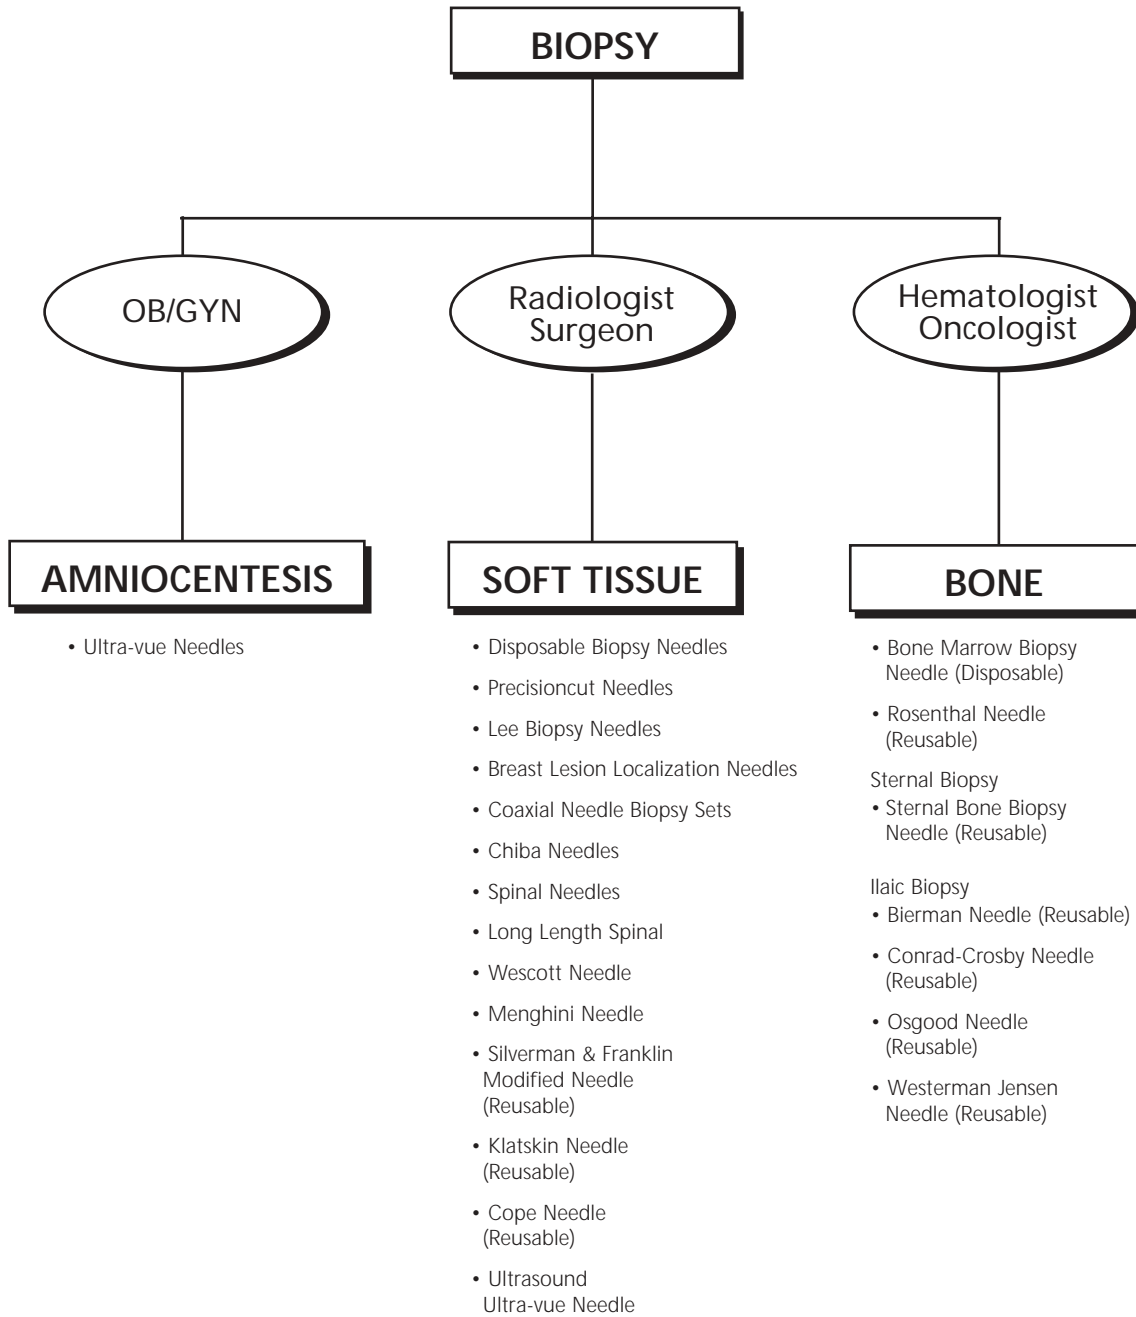 BIOPSY
OB/GYN
Radiologist
Surgeon
Hematologist
Oncologist
AMNIOCENTESIS
• Ultra-vue Needles
SOFT TISSUE
• Disposable Biopsy Needles
• Precisioncut Needles
• Lee Biopsy Needles
• Breast Lesion Localization Needles
• Coaxial Needle Biopsy Sets
• Chiba Needles
• Spinal Needles
• Long Length Spinal
• Wescott Needle
• Menghini Needle
• Silverman & Franklin
Modified Needle
(Reusable)
• Klatskin Needle
(Reusable)
• Cope Needle
(Reusable)
• Ultrasound
Ultra-vue Needle
BONE
• Bone Marrow Biopsy
Needle (Disposable)
• Rosenthal Needle
(Reusable)
Sternal Biopsy
• Sternal Bone Biopsy
Needle (Reusable)
Ilaic Biopsy
• Bierman Needle (Reusable)
• Conrad-Crosby Needle
(Reusable)
• Osgood Needle
(Reusable)
• Westerman Jensen
Needle (Reusable)